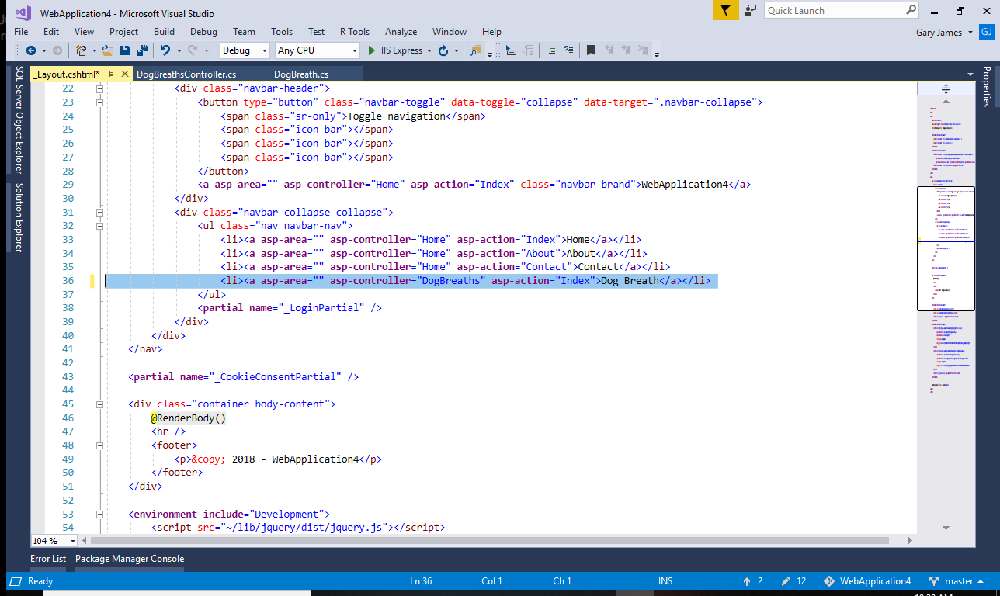 WebApplication4 - Microsoft Visual Studio
Quick Launch
File Edit View Project Build Debug Team Tools Test R Tools Analyze Window Help
Gary James GJ
Debug Any CPU IIS Express
_Layout.cshtml* DogBreathsController.cs DogBreath.cs
SQL Server Object Explorer
Solution Explorer
Properties
22 <div class="navbar-header">
23 <button type="button" class="navbar-toggle" data-toggle="collapse" data-target=".navbar-collapse">
24 <span class="sr-only">Toggle navigation</span>
25 <span class="icon-bar"></span>
26 <span class="icon-bar"></span>
27 <span class="icon-bar"></span>
28 </button>
29 <a asp-area="" asp-controller="Home" asp-action="Index" class="navbar-brand">WebApplication4</a>
30 </div>
31 <div class="navbar-collapse collapse">
32 <ul class="nav navbar-nav">
33 <li><a asp-area="" asp-controller="Home" asp-action="Index">Home</a></li>
34 <li><a asp-area="" asp-controller="Home" asp-action="About">About</a></li>
35 <li><a asp-area="" asp-controller="Home" asp-action="Contact">Contact</a></li>
36 <li><a asp-area="" asp-controller="DogBreaths" asp-action="Index">Dog Breath</a></li>
37 </ul>
38 <partial name="_LoginPartial" />
39 </div>
40 </div>
41 </nav>
42
43 <partial name="_CookieConsentPartial" />
44
45 <div class="container body-content">
46 @RenderBody()
47 <hr />
48 <footer>
49 <p>&copy; 2018 - WebApplication4</p>
50 </footer>
51 </div>
52
53 <environment include="Development">
54 <script src="~/lib/jquery/dist/jquery.js"></script>
104 %
Error List Package Manager Console
Ready Ln 36 Col 1 Ch 1 INS 2 12 WebApplication4 master